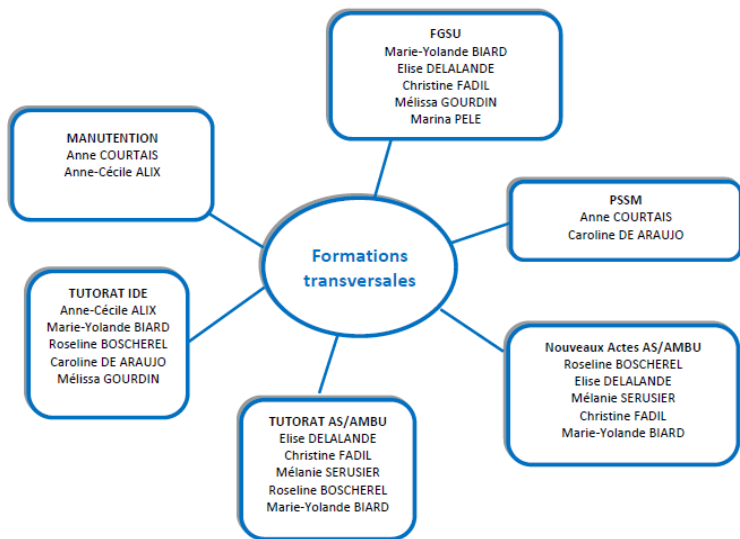 FGSU
Marie-Yolande BIARD
Elise DELALANDE
Christine FADIL
Mélissa GOURDIN
Marina PELE
MANUTENTION
Anne COURTAIS
Anne-Cécile ALIX
PSSM
Anne COURTAIS
Caroline DE ARAUJO
Formations
transversales
TUTORAT IDE
Anne-Cécile ALIX
Marie-Yolande BIARD
Roseline BOSCHEREL
Caroline DE ARAUJO
Mélissa GOURDIN
Nouveaux Actes AS/AMBU
Roseline BOSCHEREL
Elise DELALANDE
Mélanie SERUSIER
Christine FADIL
Marie-Yolande BIARD
TUTORAT AS/AMBU
Elise DELALANDE
Christine FADIL
Mélanie SERUSIER
Roseline BOSCHEREL
Marie-Yolande BIARD